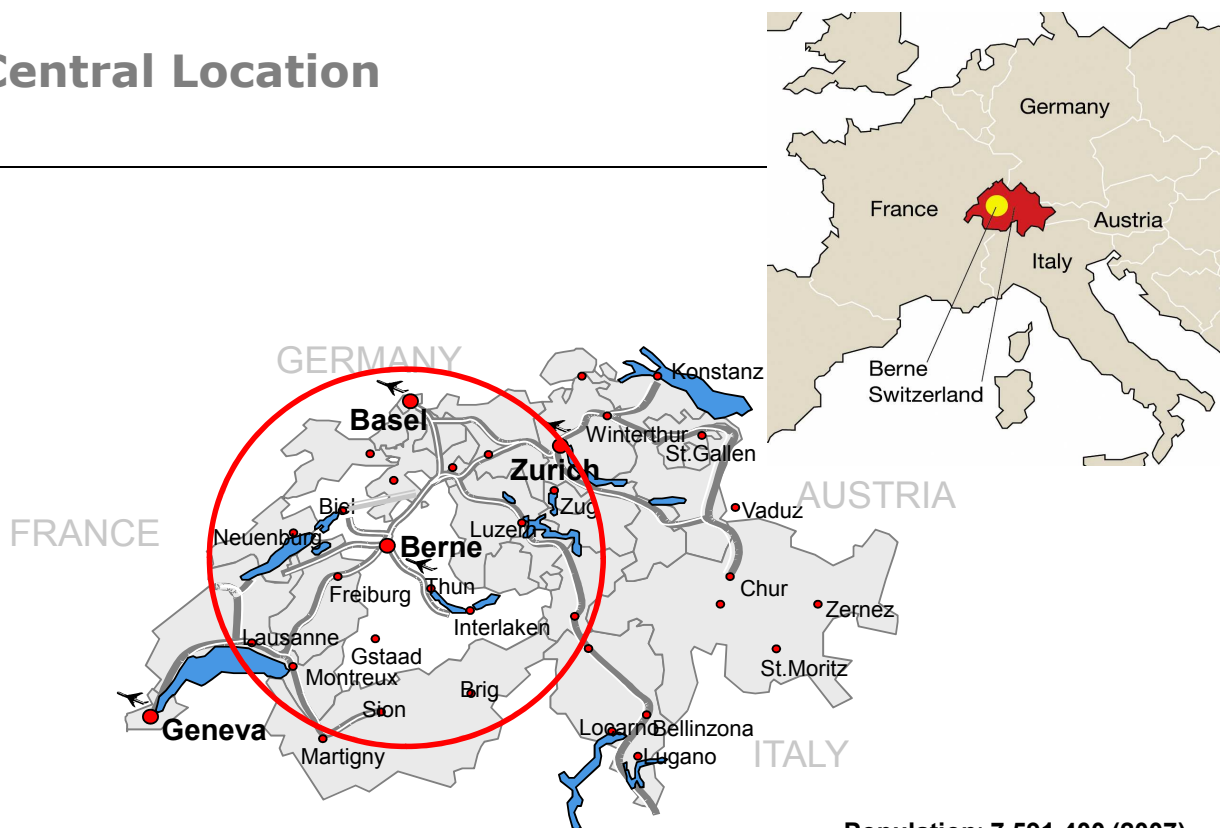 Central Location
Germany
France
Austria
Italy
Berne
Switzerland
GERMANY
Konstanz
Basel
Winterthur
St.Gallen
Zurich
AUSTRIA
Biel
Zug
Vaduz
FRANCE
Neuenburg
Luzern
Berne
Freiburg
Thun
Chur
Zernez
Interlaken
Lausanne
Gstaad
St.Moritz
Montreux
Brig
Sion
Geneva
Locarno
Bellinzona
Martigny
Lugano
ITALY
Population: (2007)